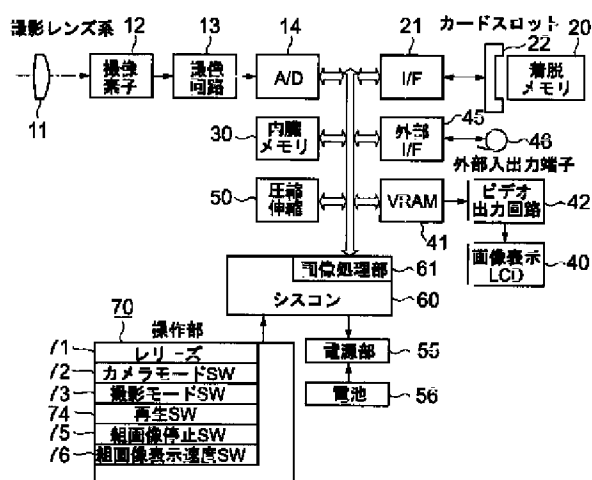 撮影レンズ系
12
13
14
21
カードスロット
22
20
11
撮像
素子
撮像
回路
A/D
I/F
着脱
メモリ
30
内臓
メモリ
45
外部
I/F
46
外部入出力端子
50
圧縮
伸縮
VRAM
41
ビデオ
出力回路
42
画像表示
LCD
40
画像処理部
61
シスコン
60
70
操作部
71
レリーズ
72
カメラモードSW
73
撮影モードSW
74
再生SW
75
組画像停止SW
76
組画像表示速度SW
電源部
55
電池
56